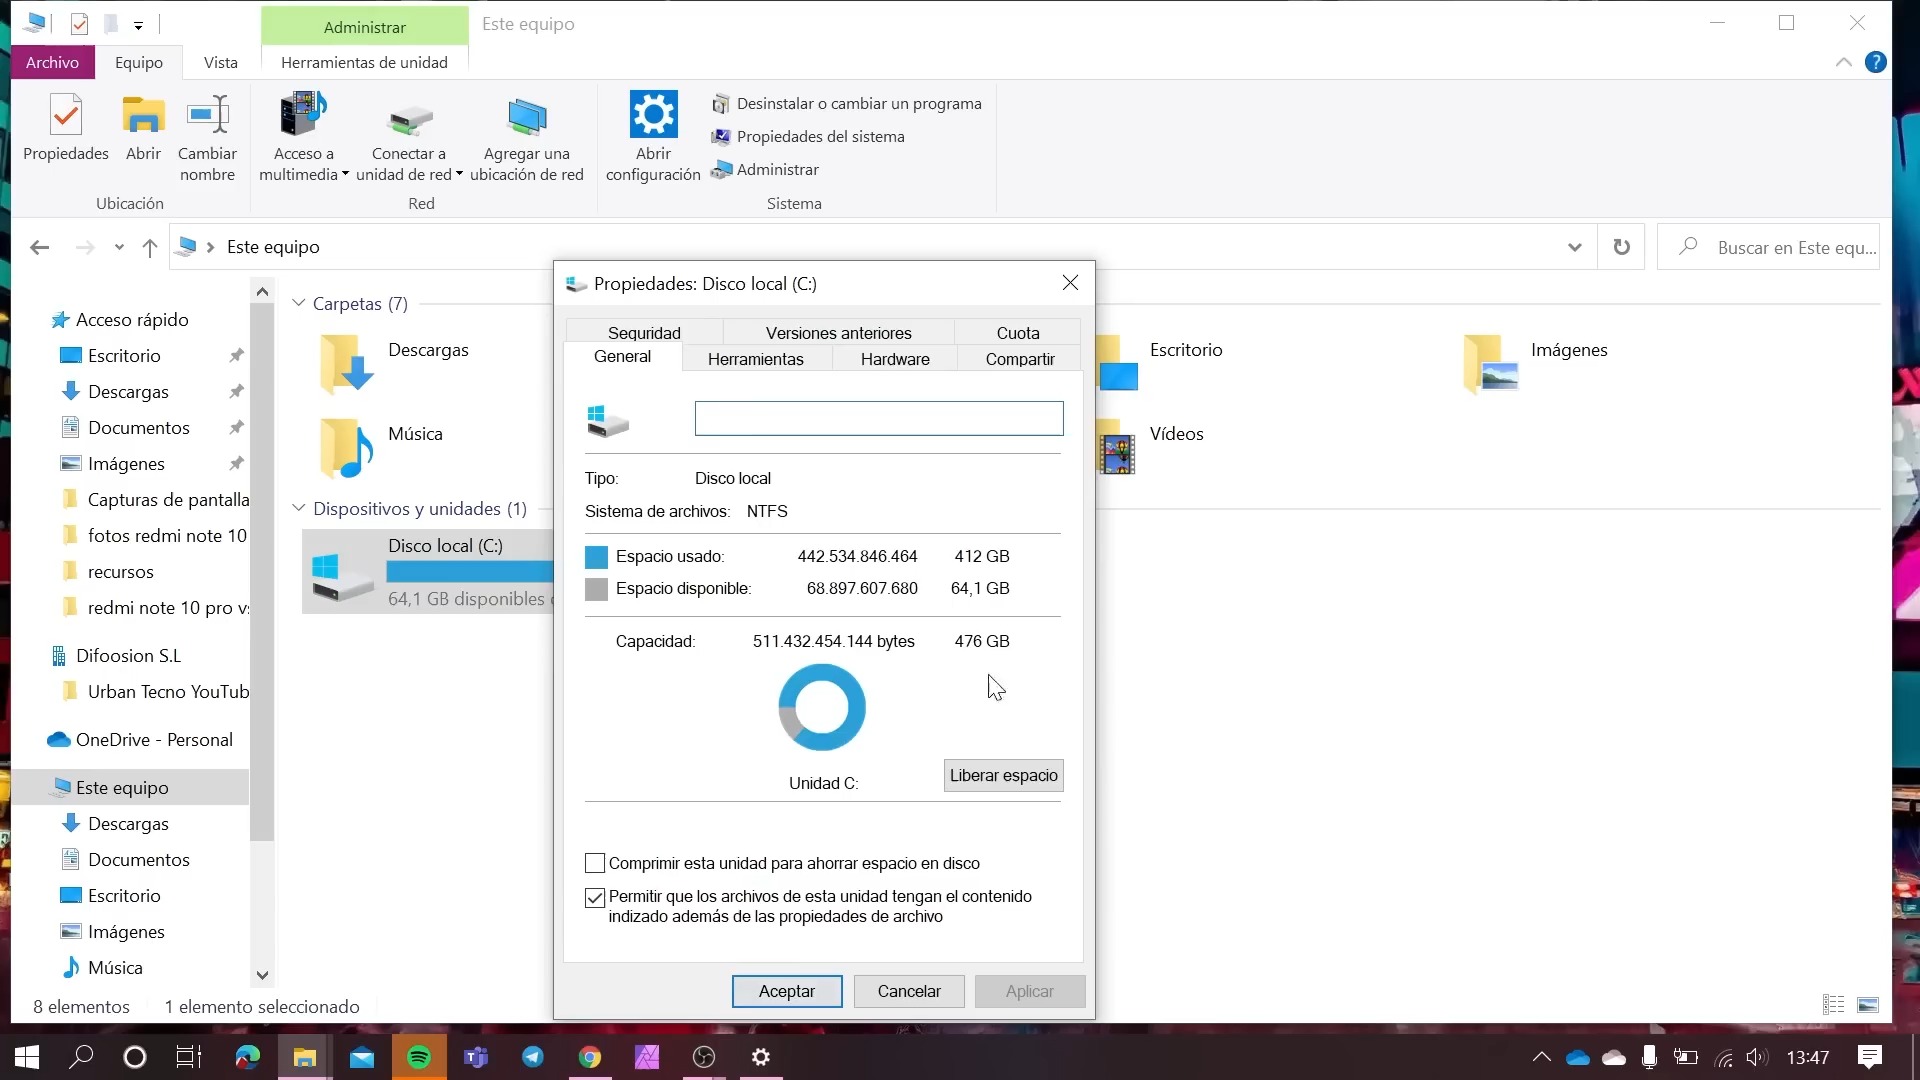 Administrar
Este equipo
Archivo
Equipo
Vista
Herramientas de unidad
?
Propiedades
Abrir
Cambiar
nombre
Ubicación
Acceso a
multimedia
Conectar a
unidad de red
Agregar una
ubicación de red
Red
Abrir
configuración
Desinstalar o cambiar un programa
Propiedades del sistema
Administrar
Sistema
Este equipo
Buscar en Este equ...
Acceso rápido
Escritorio
Descargas
Documentos
Imágenes
Capturas de pantalla
fotos redmi note 10
recursos
redmi note 10 pro vs
Difoosion S.L
Urban Tecno YouTub
OneDrive - Personal
Este equipo
Descargas
Documentos
Escritorio
Imágenes
Música
Carpetas (7)
Descargas
Música
Escritorio
Imágenes
Vídeos
Dispositivos y unidades (1)
Disco local (C:)
64,1 GB disponibles
Propiedades: Disco local (C:)
Seguridad
Versiones anteriores
Cuota
General
Herramientas
Hardware
Compartir
Tipo: Disco local
Sistema de archivos: NTFS
Espacio usado: 442.534.846.464 412 GB
Espacio disponible: 68.897.607.680 64,1 GB
Capacidad: 511.432.454.144 bytes 476 GB
Unidad C:
Liberar espacio
Comprimir esta unidad para ahorrar espacio en disco
Permitir que los archivos de esta unidad tengan el contenido
indizado además de las propiedades de archivo
Aceptar
Cancelar
Aplicar
8 elementos
1 elemento seleccionado
13:47